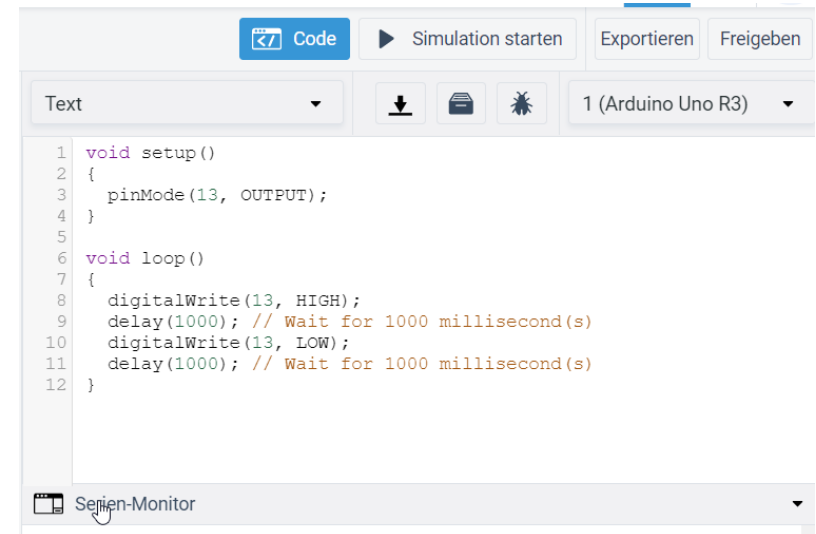 Code Simulation starten Exportieren Freigeben
Text 1 (Arduino Uno R3)
1 void setup()
2 {
3   pinMode(13, OUTPUT);
4 }
5
6 void loop()
7 {
8   digitalWrite(13, HIGH);
9   delay(1000); // Wait for 1000 millisecond(s)
10   digitalWrite(13, LOW);
11   delay(1000); // Wait for 1000 millisecond(s)
12 }
Serien-Monitor